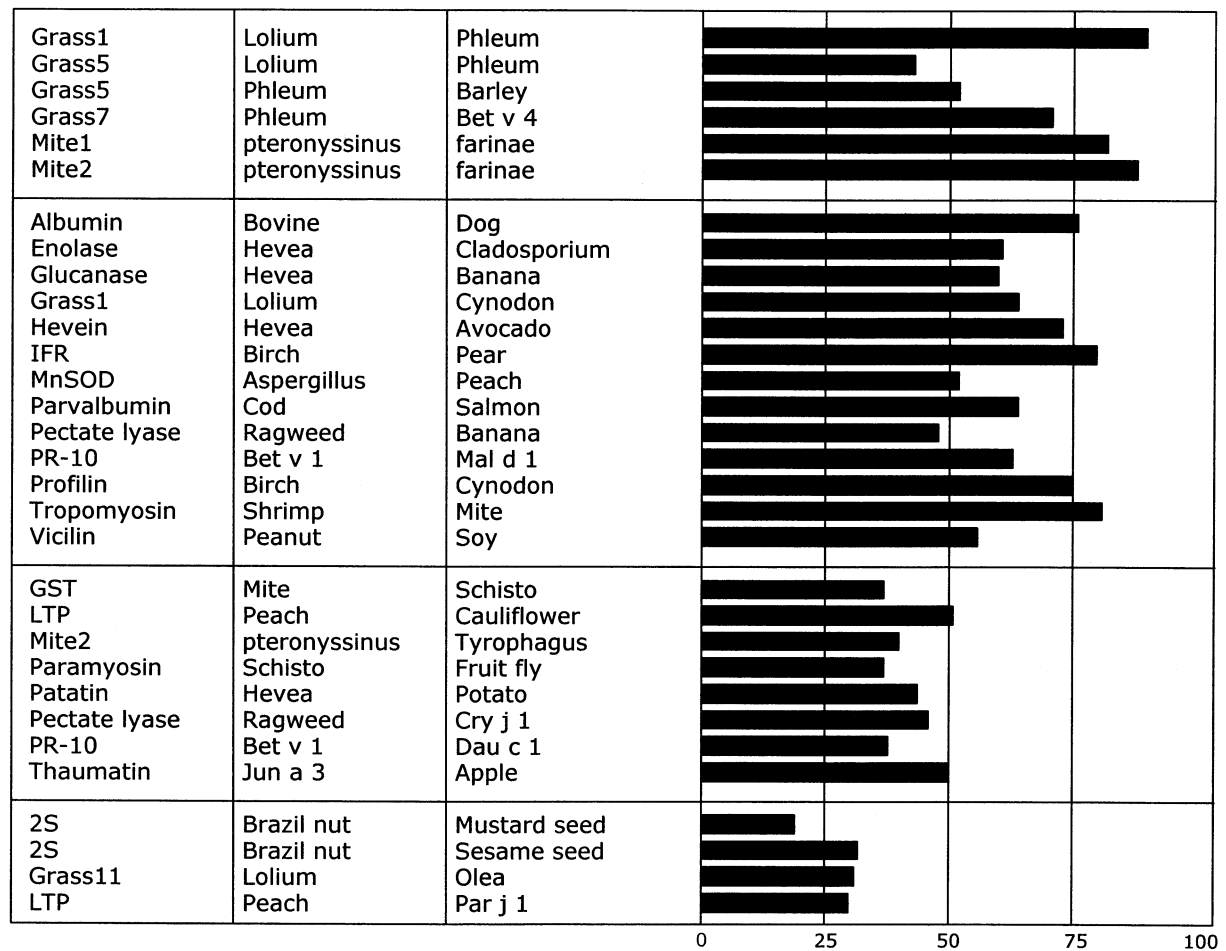 Grass1 Lolium Phleum
Grass5 Lolium Phleum
Grass5 Phleum Barley
Grass7 Phleum Bet v 4
Mite1 pteronyssinus farinae
Mite2 pteronyssinus farinae
Albumin Bovine Dog
Enolase Hevea Cladosporium
Glucanase Hevea Banana
Grass1 Lolium Cynodon
Hevein Hevea Avocado
IFR Birch Pear
MnSOD Aspergillus Peach
Parvalbumin Cod Salmon
Pectate lyase Ragweed Banana
PR-10 Bet v 1 Mal d 1
Profilin Birch Cynodon
Tropomyosin Shrimp Mite
Vicilin Peanut Soy
GST Mite Schisto
LTP Peach Cauliflower
Mite2 pteronyssinus Tyrophagus
Paramyosin Schisto Fruit fly
Patatin Hevea Potato
Pectate lyase Ragweed Cry j 1
PR-10 Bet v 1 Dau c 1
Thaumatin Jun a 3 Apple
2S Brazil nut Mustard seed
2S Brazil nut Sesame seed
Grass11 Lolium Olea
LTP Peach Par j 1
0 25 50 75 100